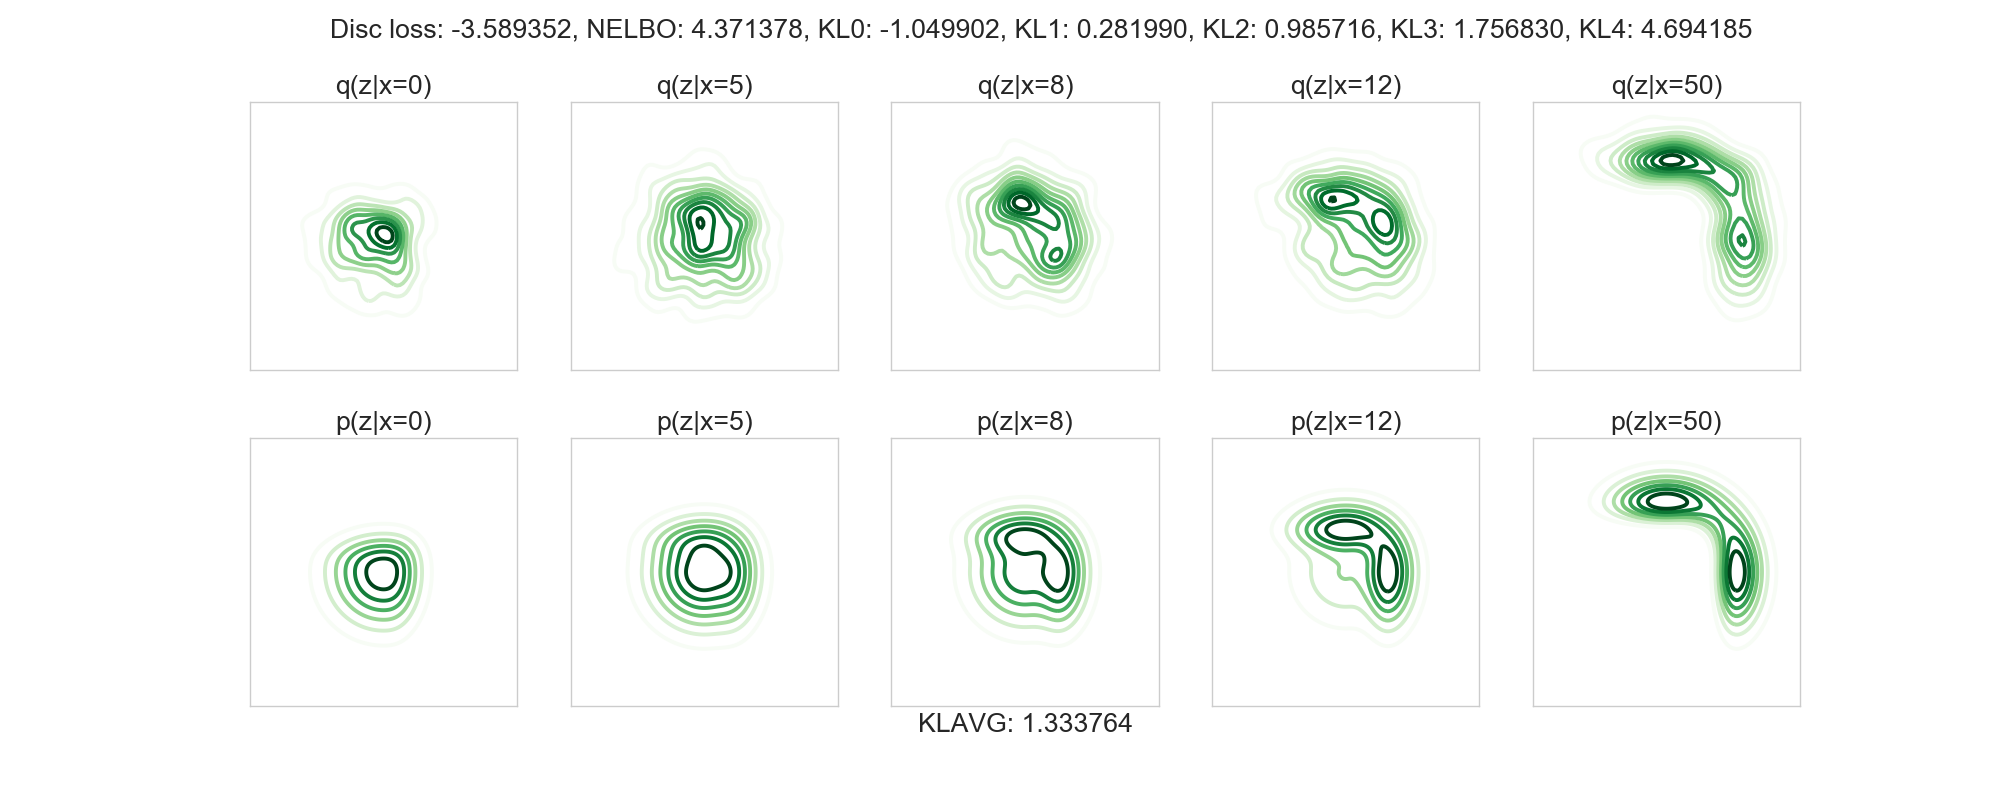 Disc loss: -3.589352, NELBO: 4.371378, KL0: -1.049902, KL1: 0.281990, KL2: 0.985716, KL3: 1.756830, KL4: 4.694185
q(z|x=0) q(z|x=5) q(z|x=8) q(z|x=12) q(z|x=50)
p(z|x=0) p(z|x=5) p(z|x=8) p(z|x=12) p(z|x=50)
KLAVG: 1.333764